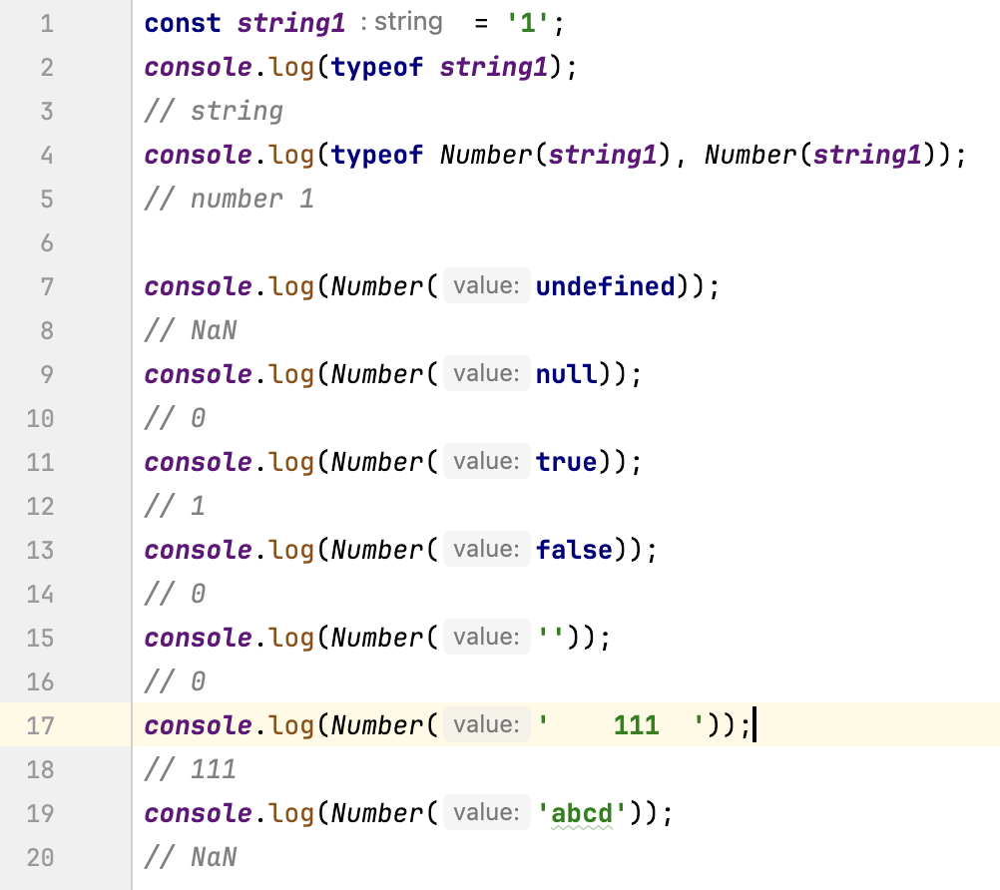 1 const string1 : string = '1';
2 console.log(typeof string1);
3 // string
4 console.log(typeof Number(string1), Number(string1));
5 // number 1
6
7 console.log(Number( value: undefined));
8 // NaN
9 console.log(Number( value: null));
10 // 0
11 console.log(Number( value: true));
12 // 1
13 console.log(Number( value: false));
14 // 0
15 console.log(Number( value: ''));
16 // 0
17 console.log(Number( value: '    111  '));
18 // 111
19 console.log(Number( value: 'abcd'));
20 // NaN